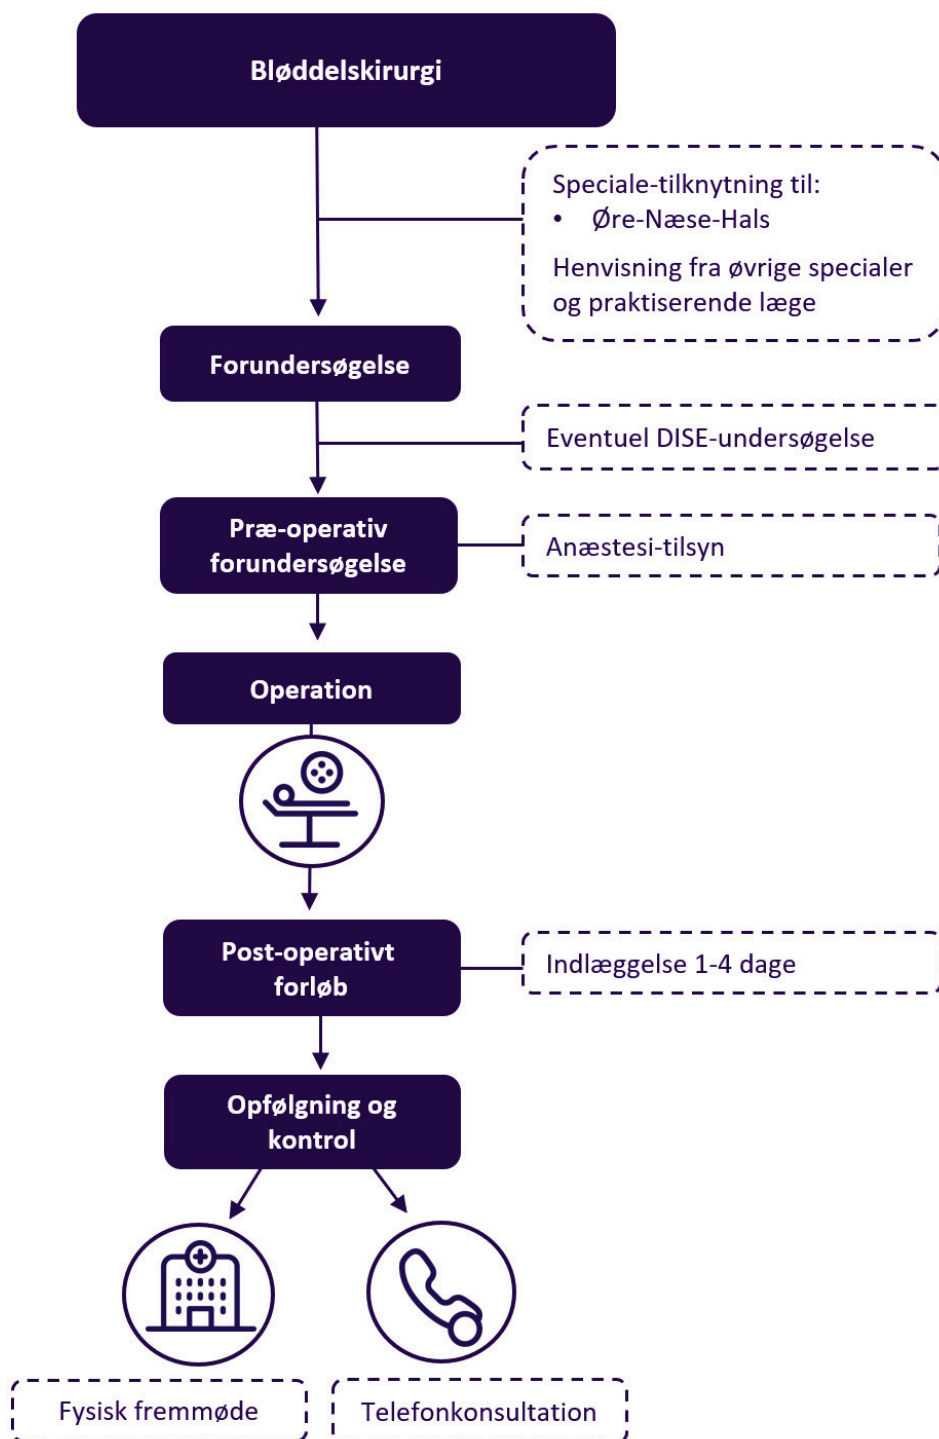 Bløddelskirurgi
Speciale-tilknytning til:
• Øre-Næse-Hals
Henvisning fra øvrige specialer
og praktiserende læge
Forundersøgelse
Eventuel DISE-undersøgelse
Præ-operativ
forundersøgelse
Anæstesi-tilsyn
Operation
Post-operativt
forløb
Indlæggelse 1-4 dage
Opfølgning og
kontrol
Fysisk fremmøde
Telefonkonsultation